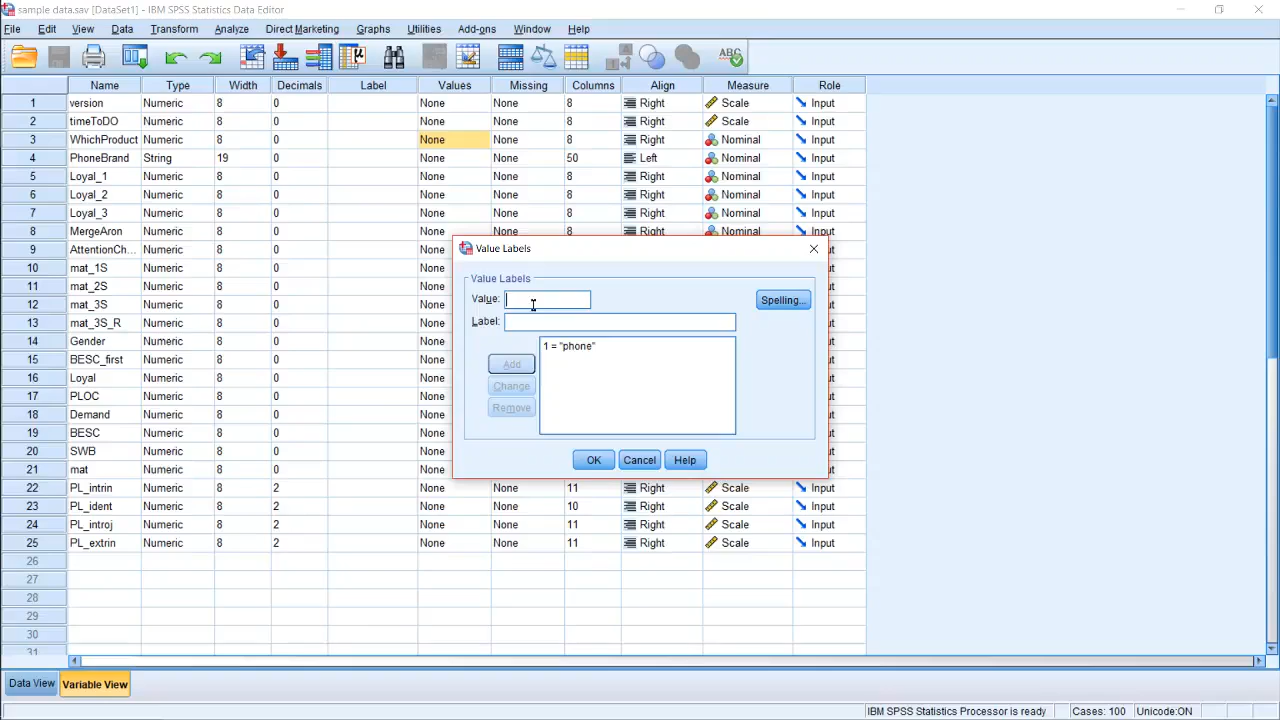 sample data.sav [DataSet1] - IBM SPSS Statistics Data Editor
File Edit View Data Transform Analyze Direct Marketing Graphs Utilities Add-ons Window Help
Name Type Width Decimals Label Values Missing Columns Align Measure Role
1 version Numeric 8 0 None None 8 Right Scale Input
2 timeToDO Numeric 8 0 None None 8 Right Scale Input
3 WhichProduct Numeric 8 0 None None 8 Right Nominal Input
4 PhoneBrand String 19 0 None None 50 Left Nominal Input
5 Loyal_1 Numeric 8 0 None None 8 Right Nominal Input
6 Loyal_2 Numeric 8 0 None None 8 Right Nominal Input
7 Loyal_3 Numeric 8 0 None None 8 Right Nominal Input
8 MergeAron Numeric 8 0 None None 8 Right Nominal Input
9 AttentionCh... Numeric 8 0 None
10 mat_1S Numeric 8 0 None
11 mat_2S Numeric 8 0 None
12 mat_3S Numeric 8 0 None
13 mat_3S_R Numeric 8 0 None
14 Gender Numeric 8 0 None
15 BESC_first Numeric 8 0 None
16 Loyal Numeric 8 0 None
17 PLOC Numeric 8 0 None
18 Demand Numeric 8 0 None
19 BESC Numeric 8 0 None
20 SWB Numeric 8 0 None
21 mat Numeric 8 0 None
22 PL_intrin Numeric 8 2 None None 11 Right Scale Input
23 PL_ident Numeric 8 2 None None 10 Right Scale Input
24 PL_introj Numeric 8 2 None None 11 Right Scale Input
25 PL_extrin Numeric 8 2 None None 11 Right Scale Input
26
27
28
29
30
31
Value Labels
Value Labels
Value:
Spelling...
Label:
1 = "phone"
Add
Change
Remove
OK Cancel Help
Data View Variable View
IBM SPSS Statistics Processor is ready Cases: 100 Unicode:ON